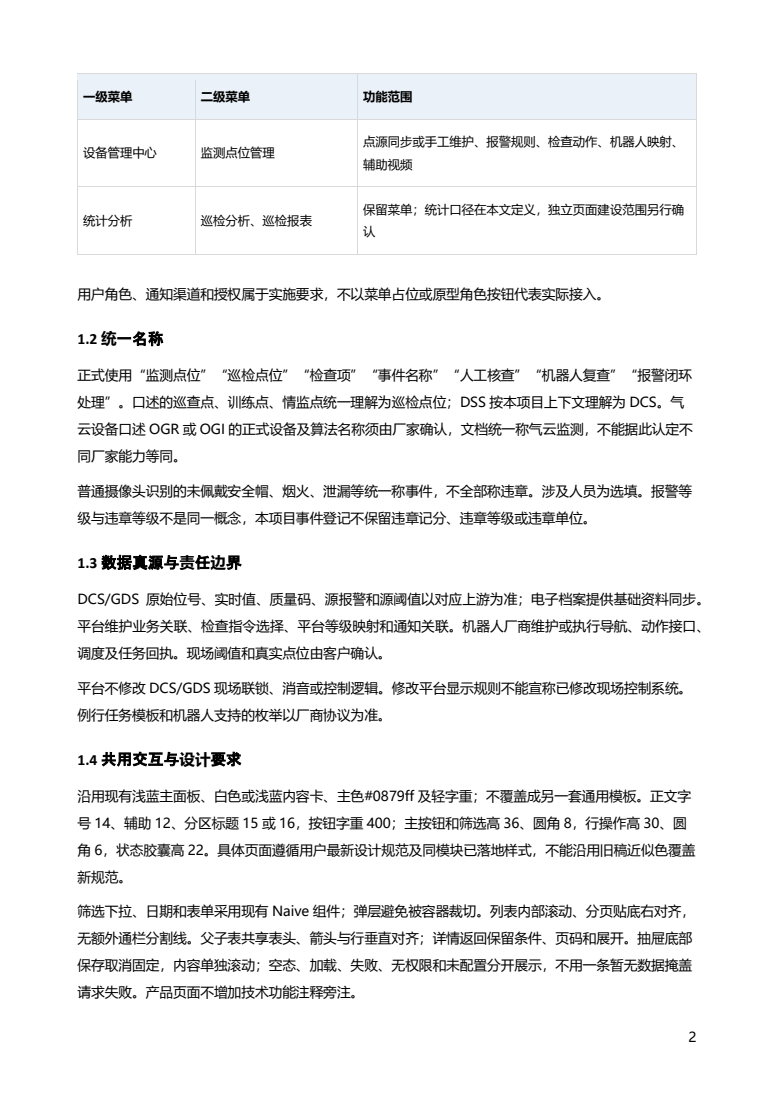 一级菜单 二级菜单 功能范围
设备管理中心 监测点位管理 点源同步或手工维护、报警规则、检查动作、机器人映射、
辅助视频
统计分析 巡检分析、巡检报表 保留菜单；统计口径在本文定义，独立页面建设范围另行确
认
用户角色、通知渠道和授权属于实施要求，不以菜单占位或原型角色按钮代表实际接入。
1.2 统一名称
正式使用“监测点位”“巡检点位”“检查项”“事件名称”“人工核查”“机器人复查”“报警闭环
处理”。口述的巡查点、训练点、情监点统一理解为巡检点位；DSS 按本项目上下文理解为 DCS。气
云设备口述 OGR 或 OGI 的正式设备及算法名称须由厂家确认，文档统一称气云监测，不能据此认定不
同厂家能力等同。
普通摄像头识别的未佩戴安全帽、烟火、泄漏等统一称事件，不全部称违章。涉及人员为选填。报警等
级与违章等级不是同一概念，本项目事件登记不保留违章记分、违章等级或违章单位。
1.3 数据真源与责任边界
DCS/GDS 原始位号、实时值、质量码、源报警和源阈值以对应上游为准；电子档案提供基础资料同步。
平台维护业务关联、检查指令选择、平台等级映射和通知关联。机器人厂商维护或执行导航、动作接口、
调度及任务回执。现场阈值和真实点位由客户确认。
平台不修改 DCS/GDS 现场联锁、消音或控制逻辑。修改平台显示规则不能宣称已修改现场控制系统。
例行任务模板和机器人支持的枚举以厂商协议为准。
1.4 共用交互与设计要求
沿用现有浅蓝主面板、白色或浅蓝内容卡、主色#0879ff 及轻字重；不覆盖成另一套通用模板。正文字
号 14、辅助 12、分区标题 15 或 16，按钮字重 400；主按钮和筛选高 36、圆角 8，行操作高 30、圆
角 6，状态胶囊高 22。具体页面遵循用户最新设计规范及同模块已落地样式，不能沿用旧稿近似色覆盖
新规范。
筛选下拉、日期和表单采用现有 Naive 组件；弹层避免被容器裁切。列表内部滚动、分页贴底右对齐，
无额外通栏分割线。父子表共享表头、箭头与行垂直对齐；详情返回保留条件、页码和展开。抽屉底部
保存取消固定，内容单独滚动；空态、加载、失败、无权限和未配置分开展示，不用一条暂无数据掩盖
请求失败。产品页面不增加技术功能注释旁注。
2